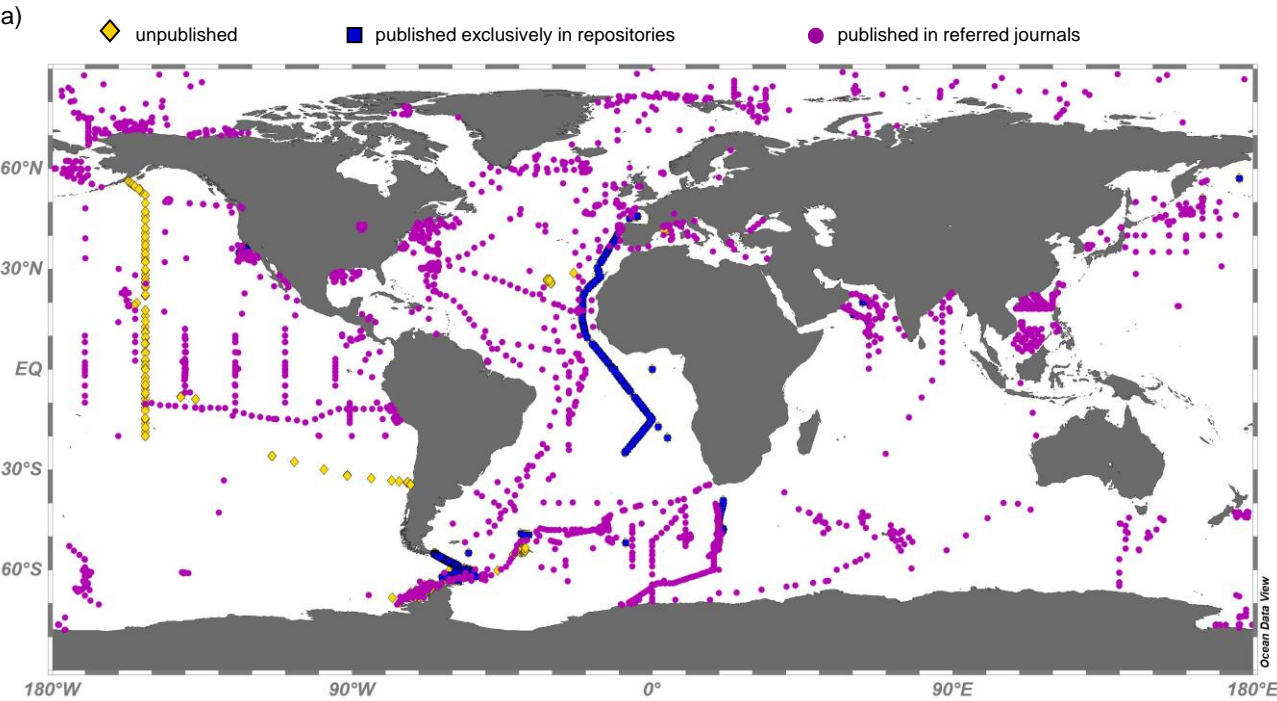 a)
unpublished published exclusively in repositories published in referred journals
60°N
30°N
EQ
30°S
60°S
180°W 90°W 0° 90°E 180°E
Ocean Data View